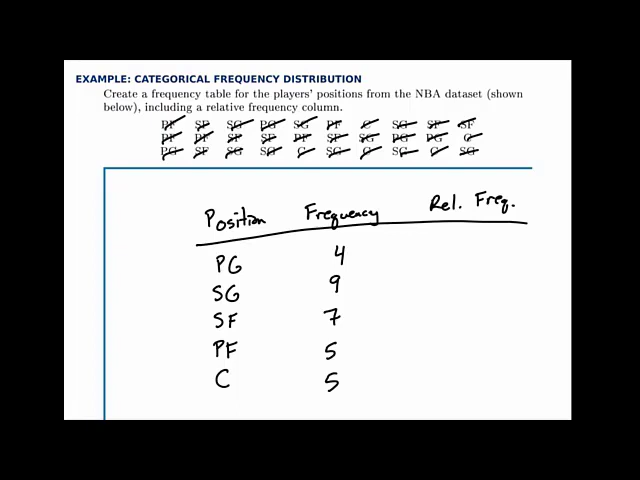 EXAMPLE: CATEGORICAL FREQUENCY DISTRIBUTION
Create a frequency table for the players' positions from the NBA dataset (shown
below), including a relative frequency column.
PF SF SG PG SG PF C SG SF SF
PF PF SF SF PF SF SG PG PG C
PG SF SG SG C SG C SG C SG
Position Frequency Rel. Freq.
PG 4
SG 9
SF 7
PF 5
C 5